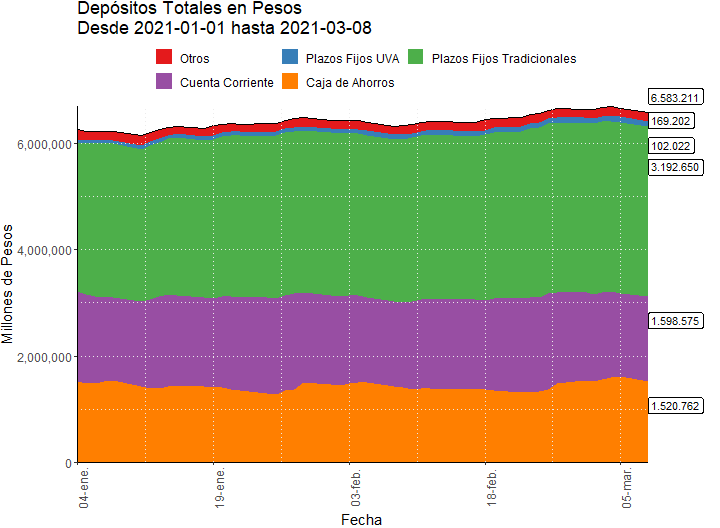 Depósitos Totales en Pesos
Desde 2021-01-01 hasta 2021-03-08
Otros
Plazos Fijos UVA
Plazos Fijos Tradicionales
Cuenta Corriente
Caja de Ahorros
6.583.211
169.202
102.022
3.192.650
1.598.575
1.520.762
Millones de Pesos
6,000,000
4,000,000
2,000,000
0
04-ene.
19-ene.
03-feb.
18-feb.
05-mar.
Fecha